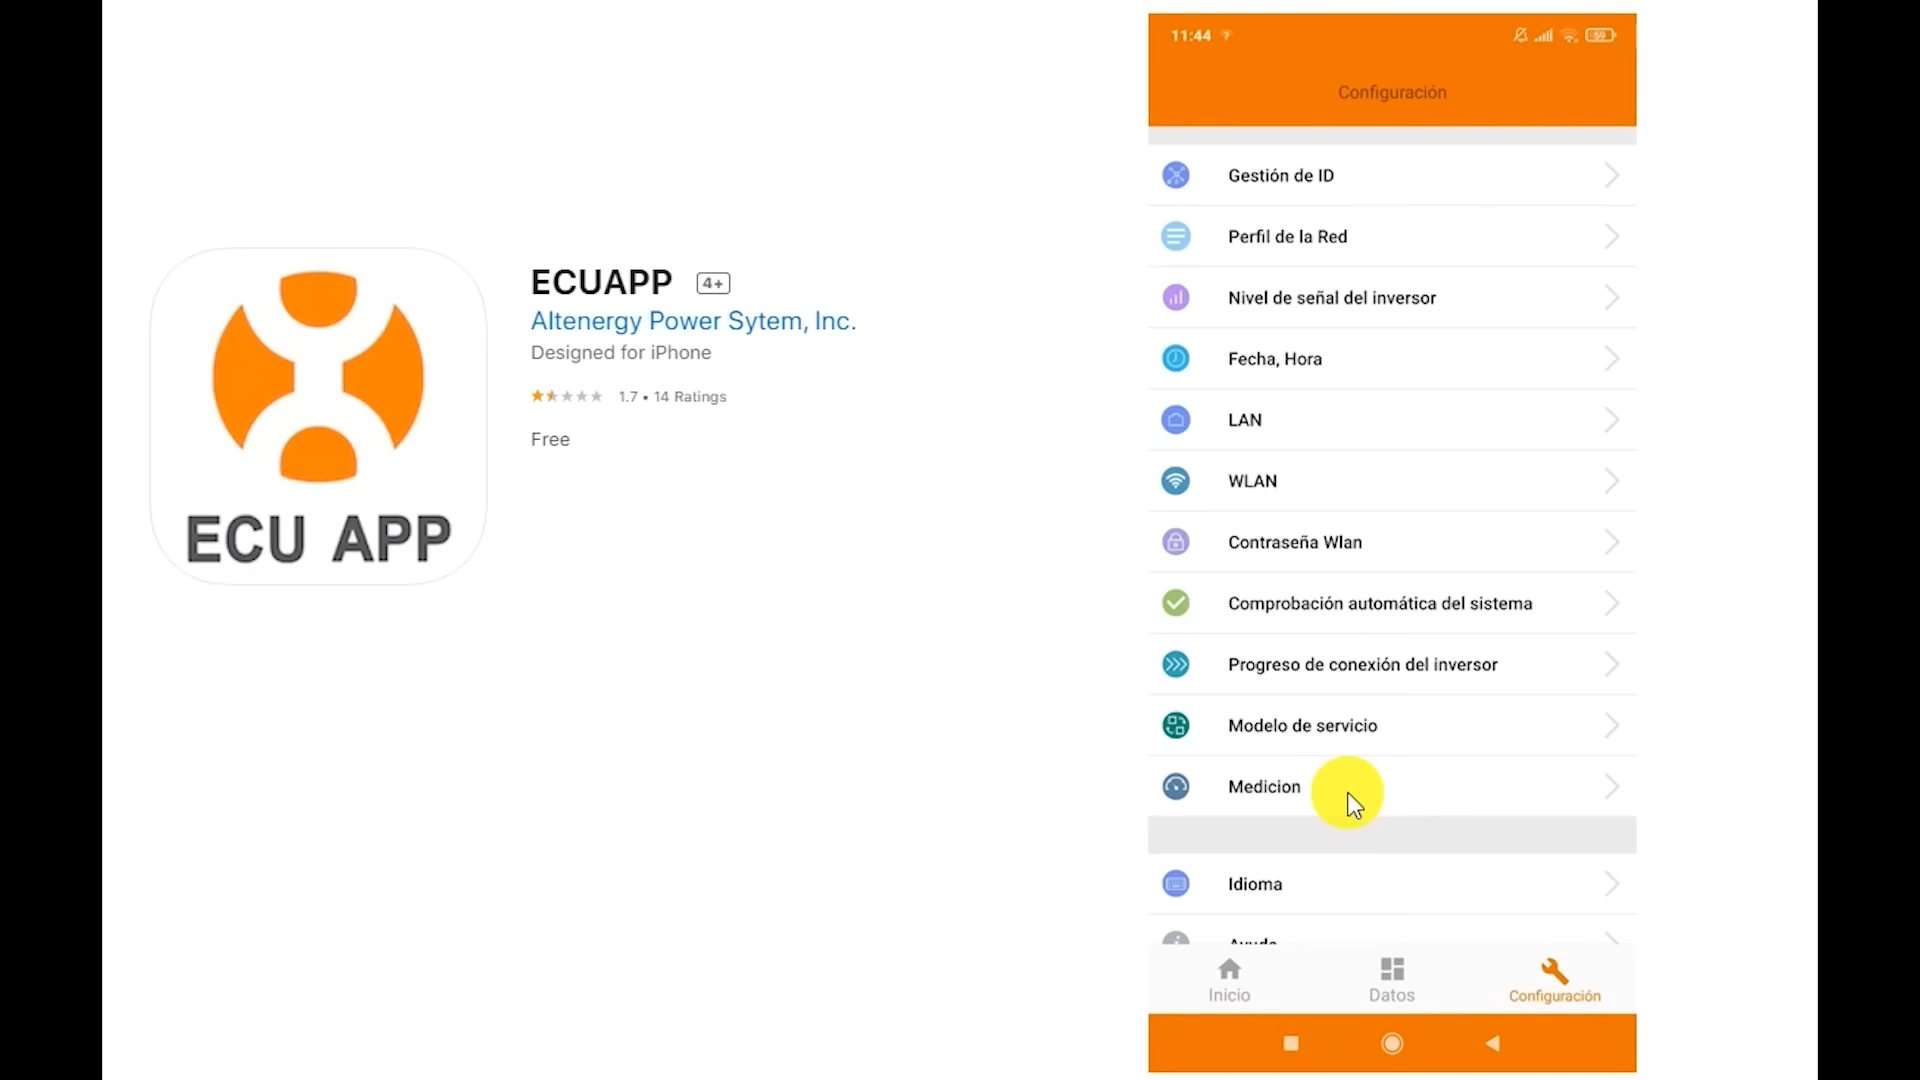 ECU APP
ECUAPP 4+
Altenergy Power Sytem, Inc.
Designed for iPhone
1.7 • 14 Ratings
Free
11:44
59
Configuración
Gestión de ID
Perfil de la Red
Nivel de señal del inversor
Fecha, Hora
LAN
WLAN
Contraseña Wlan
Comprobación automática del sistema
Progreso de conexión del inversor
Modelo de servicio
Medicion
Idioma
Ayuda
Inicio
Datos
Configuración